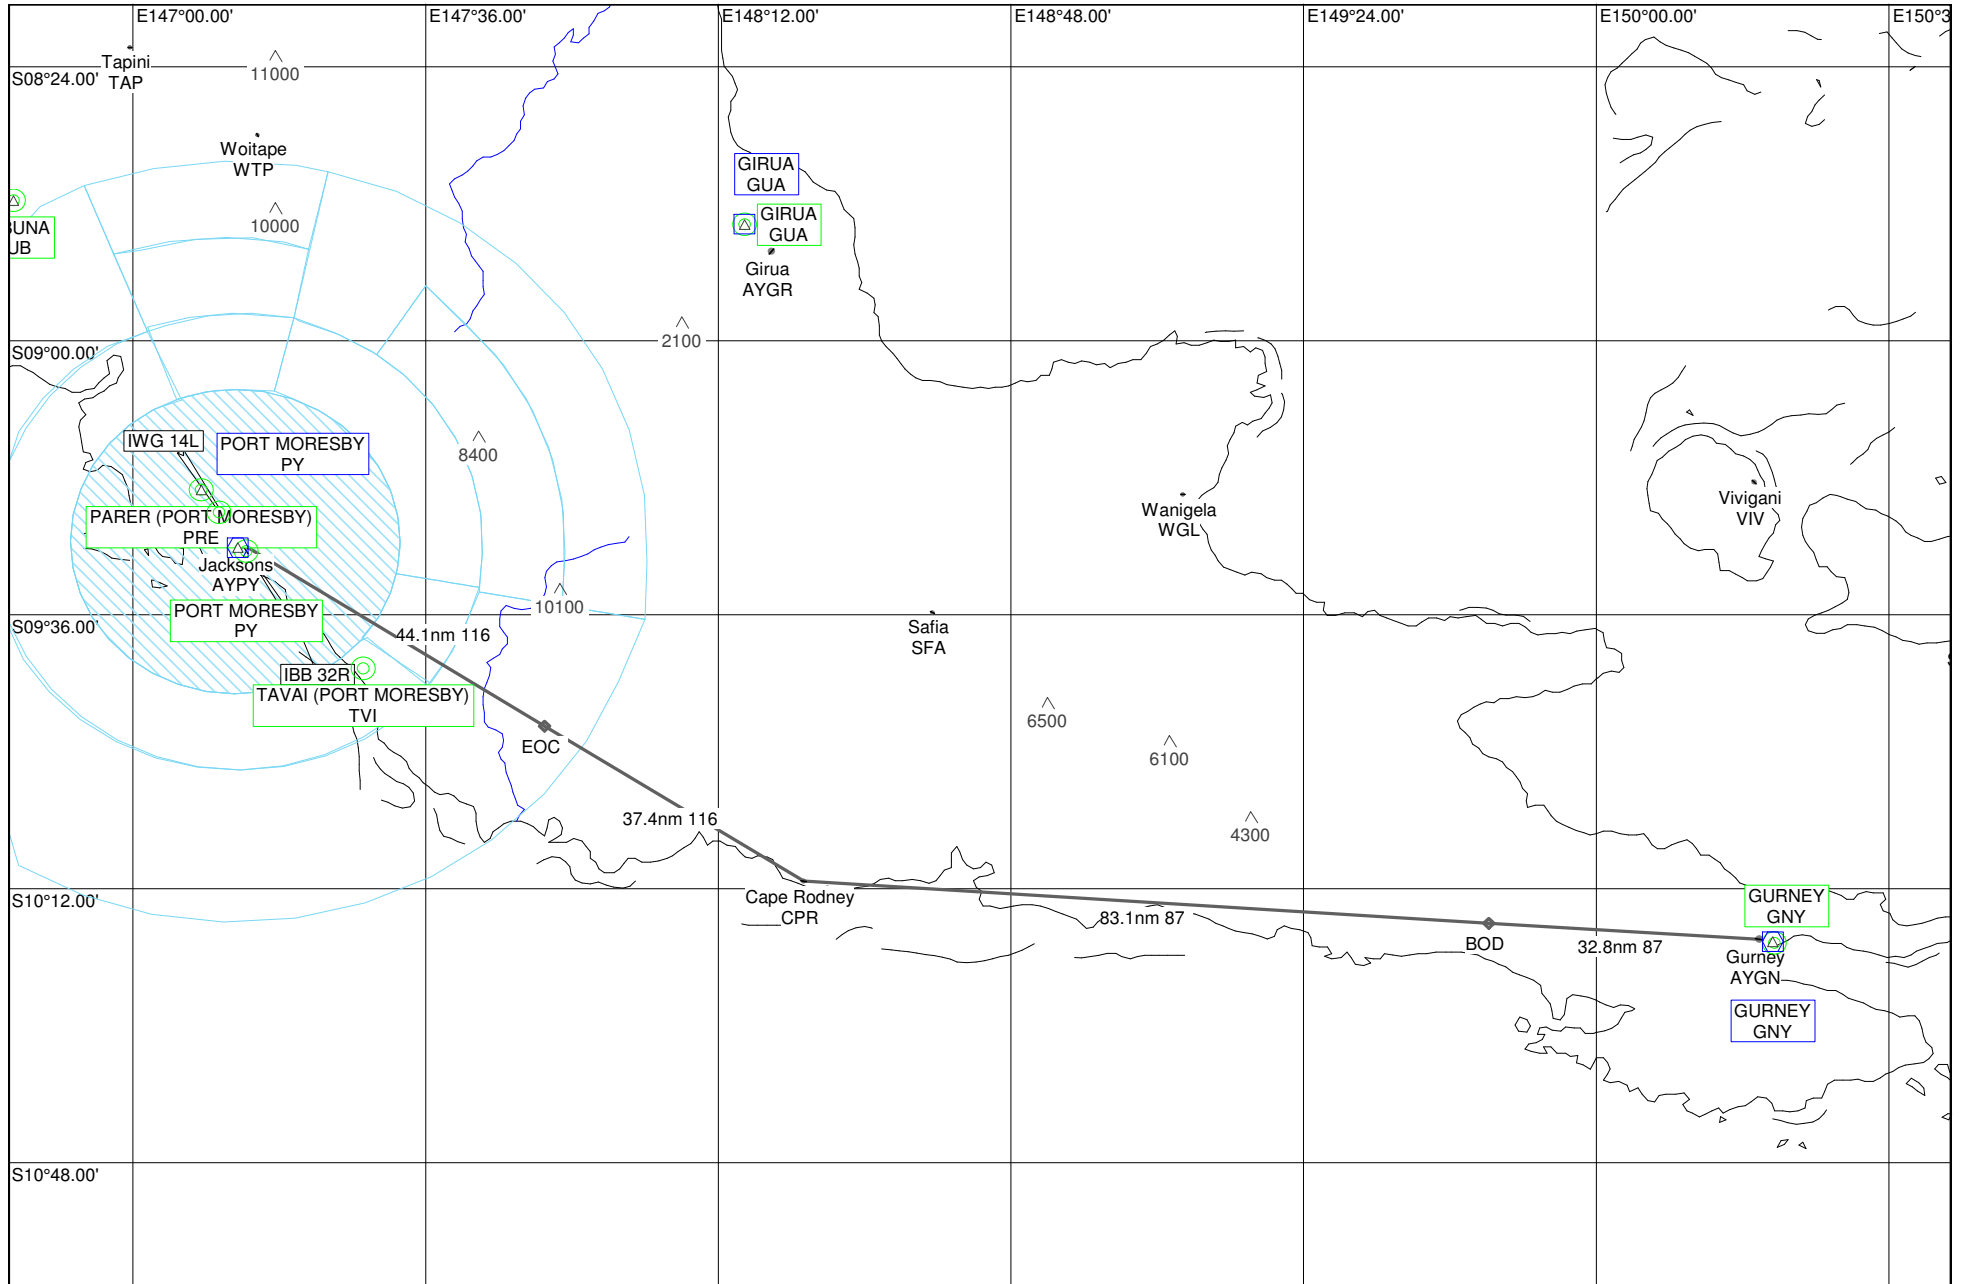 E147°00.00'
E147°36.00'
E148°12.00'
E148°48.00'
E149°24.00'
E150°00.00'
E150°3
Tapini
TAP
11000
S08°24.00'
Woitape
WTP
GIRUA
GUA
10000
GIRUA
GUA
BUNA
UB
Girua
AYGR
2100
S09°00.00'
IWG 14L
PORT MORESBY
PY
8400
Wanigela
WGL
Vivigani
VIV
PARER (PORT MORESBY)
PRE
Jacksons
AYPY
10100
PORT MORESBY
PY
S09°36.00'
44.1nm 116
Safia
SFA
IBB 32R
TAVAI (PORT MORESBY)
TVI
6500
EOC
6100
37.4nm 116
4300
S10°12.00'
Cape Rodney
CPR
83.1nm 87
BOD
32.8nm 87
GURNEY
GNY
Gurney
AYGN
GURNEY
GNY
S10°48.00'